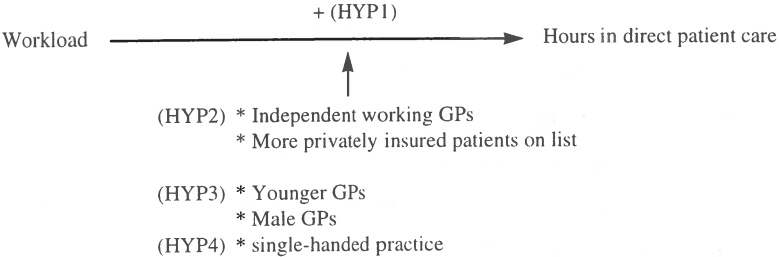 + (HYP1)
Workload
Hours in direct patient care
(HYP2) * Independent working GPs
* More privately insured patients on list
(HYP3) * Younger GPs
* Male GPs
(HYP4) * single-handed practice